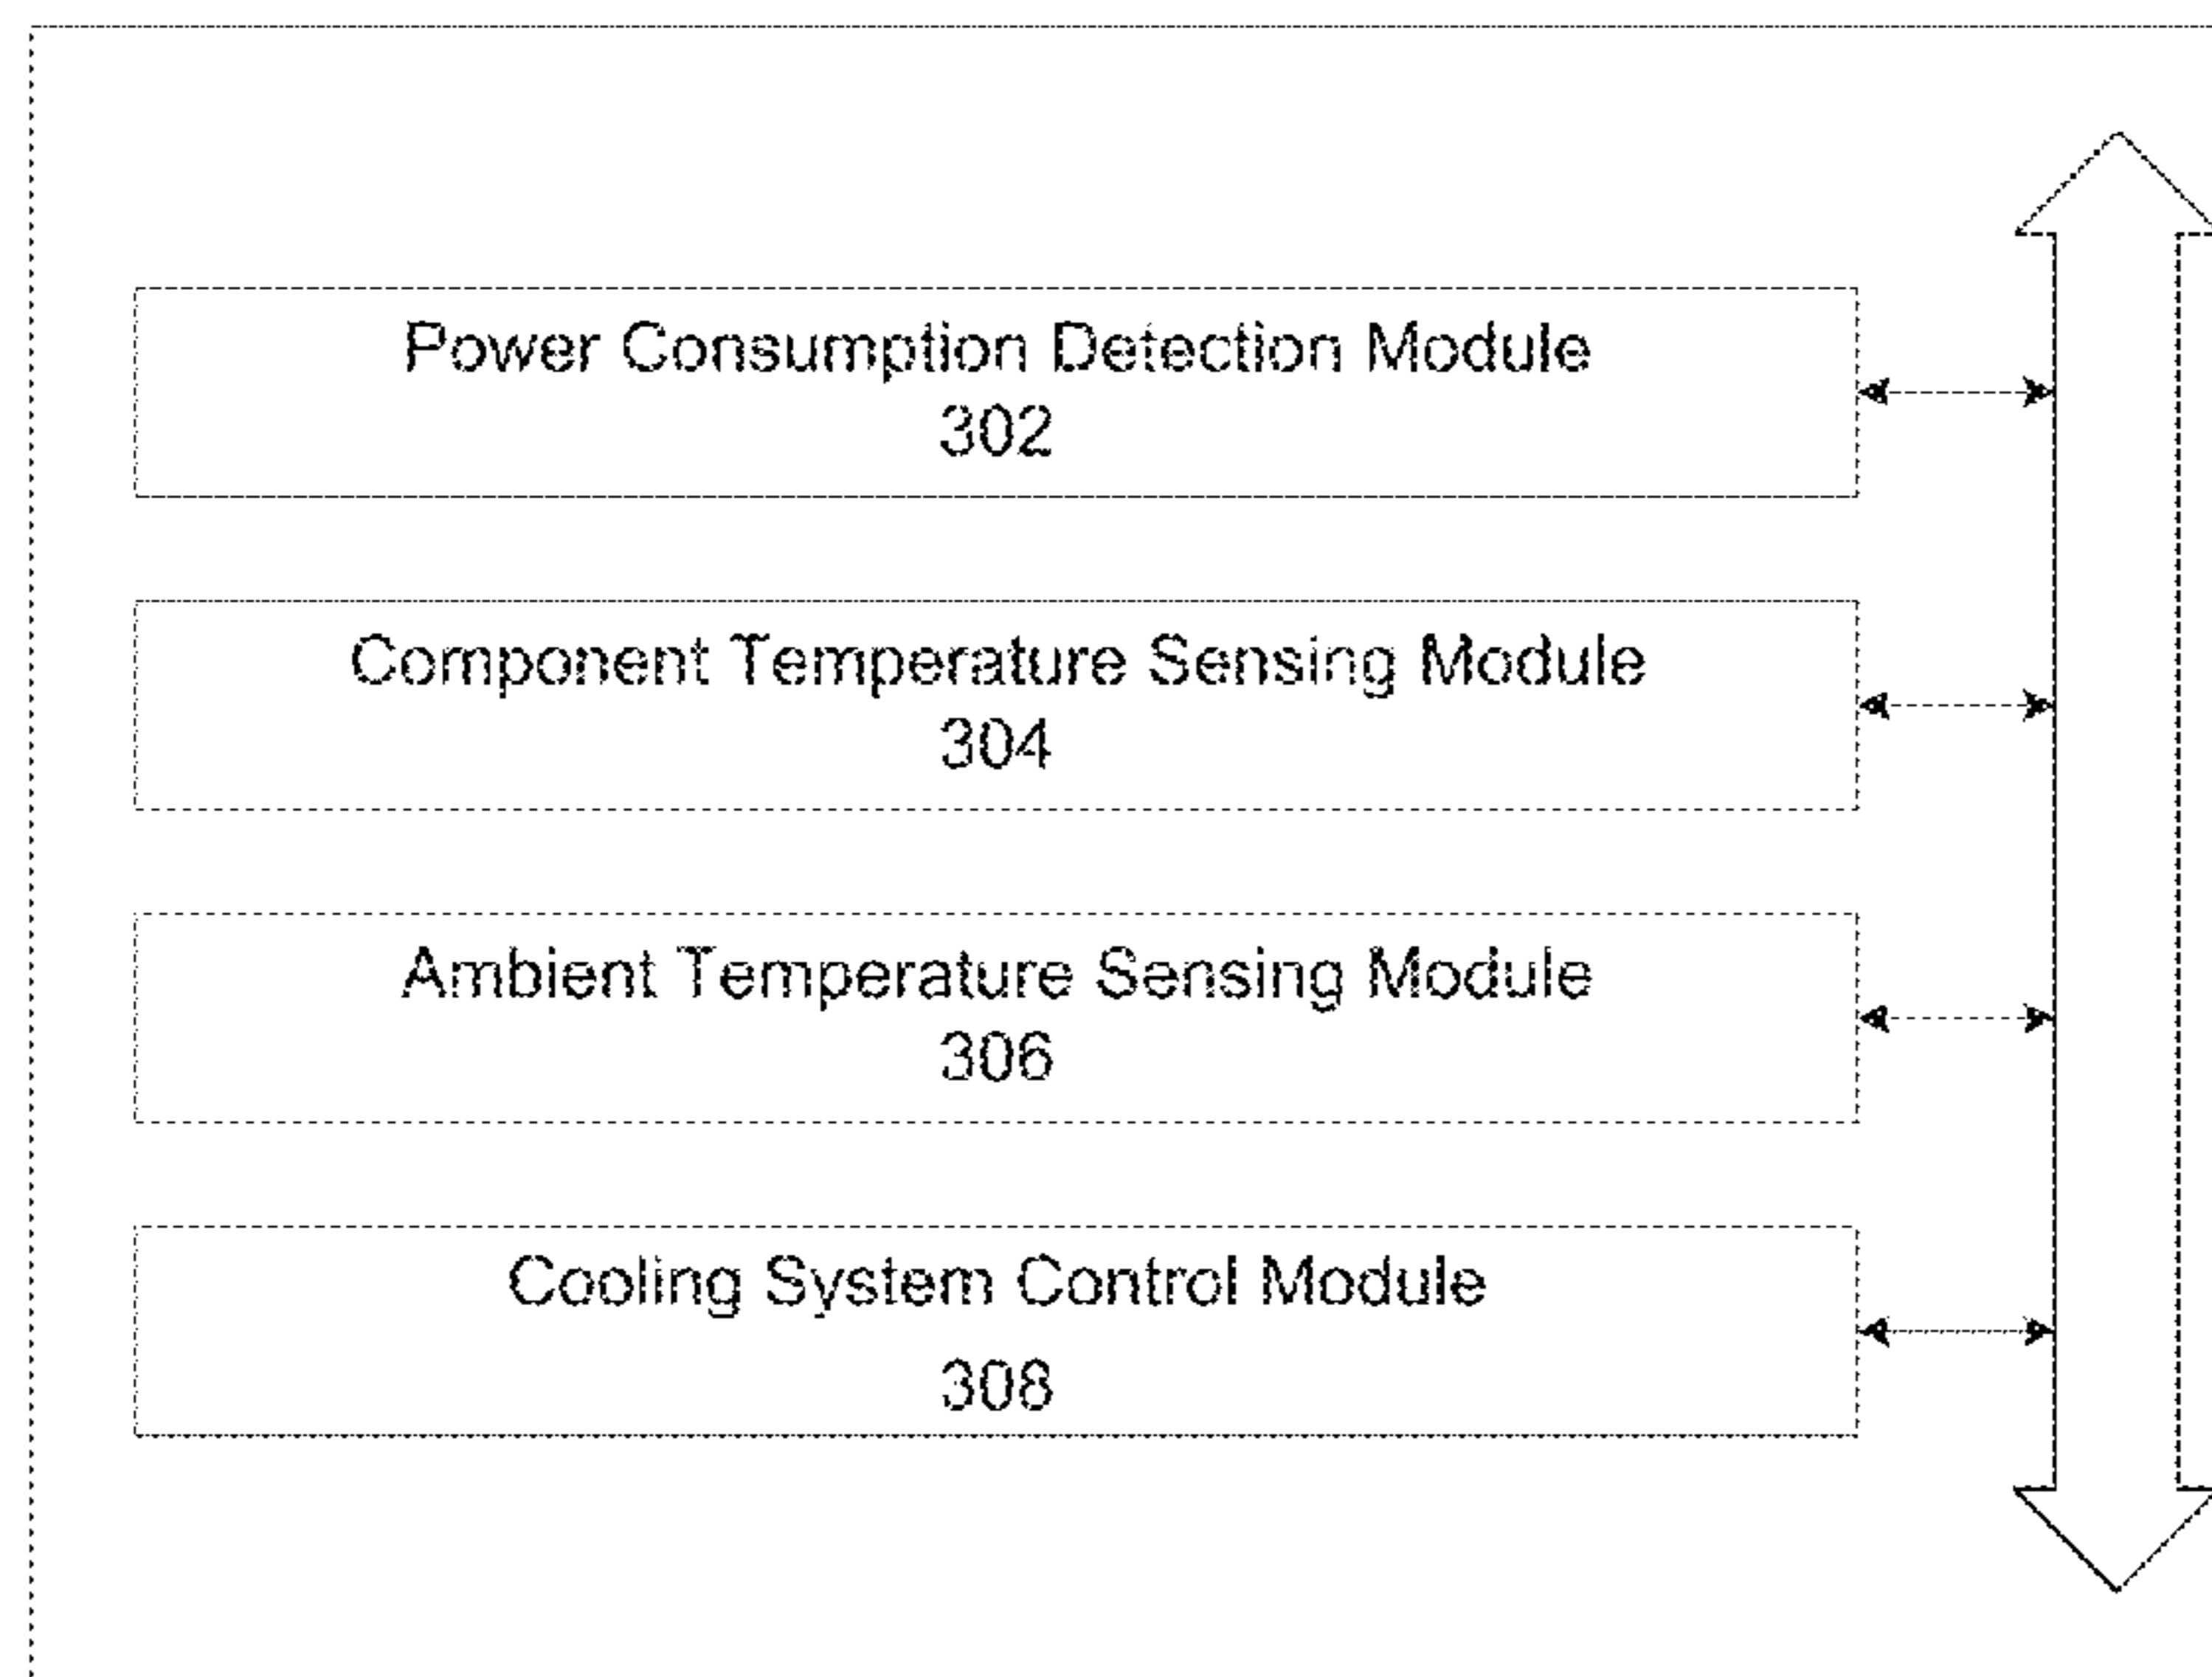 Power Consumption Detection Module
302
Component Temperature Sensing Module
304
Ambient Temperature Sensing Module
306
Cooling System Control Module
308